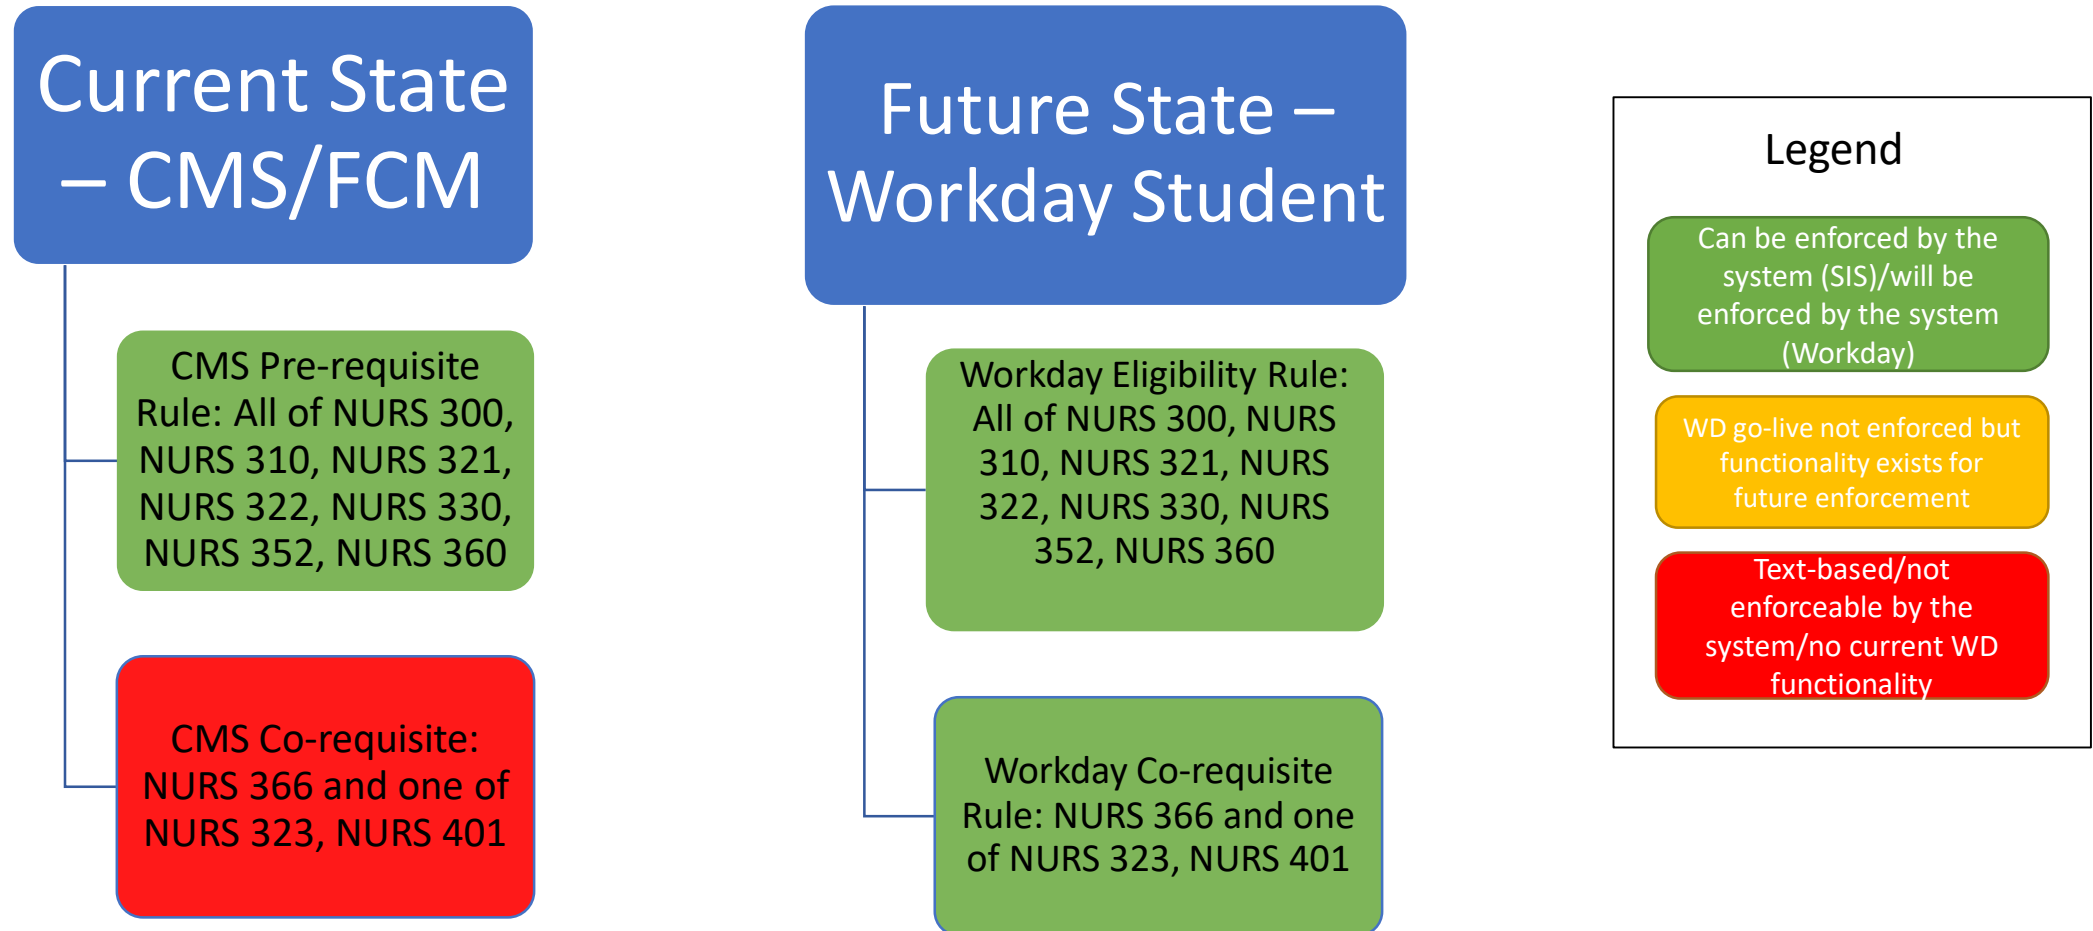 Current State
– CMS/FCM
CMS Pre-requisite
Rule: All of NURS 300,
NURS 310, NURS 321,
NURS 322, NURS 330,
NURS 352, NURS 360
CMS Co-requisite:
NURS 366 and one of
NURS 323, NURS 401
Future State –
Workday Student
Workday Eligibility Rule:
All of NURS 300, NURS
310, NURS 321, NURS
322, NURS 330, NURS
352, NURS 360
Workday Co-requisite
Rule: NURS 366 and one
of NURS 323, NURS 401
Legend
Can be enforced by the
system (SIS)/will be
enforced by the system
(Workday)
WD go-live not enforced but
functionality exists for
future enforcement
Text-based/not
enforceable by the
system/no current WD
functionality